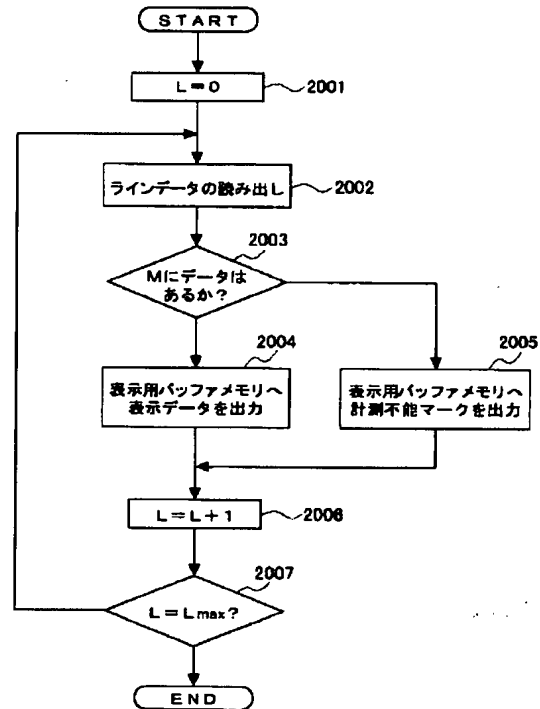 START
L=0
2001
ラインデータの読み出し
2002
2003
Mにデータは
あるか?
2004
表示用バッファメモリへ
表示データを出力
2005
表示用バッファメモリへ
計測不能マークを出力
L=L+1
2006
2007
L=Lmax?
END